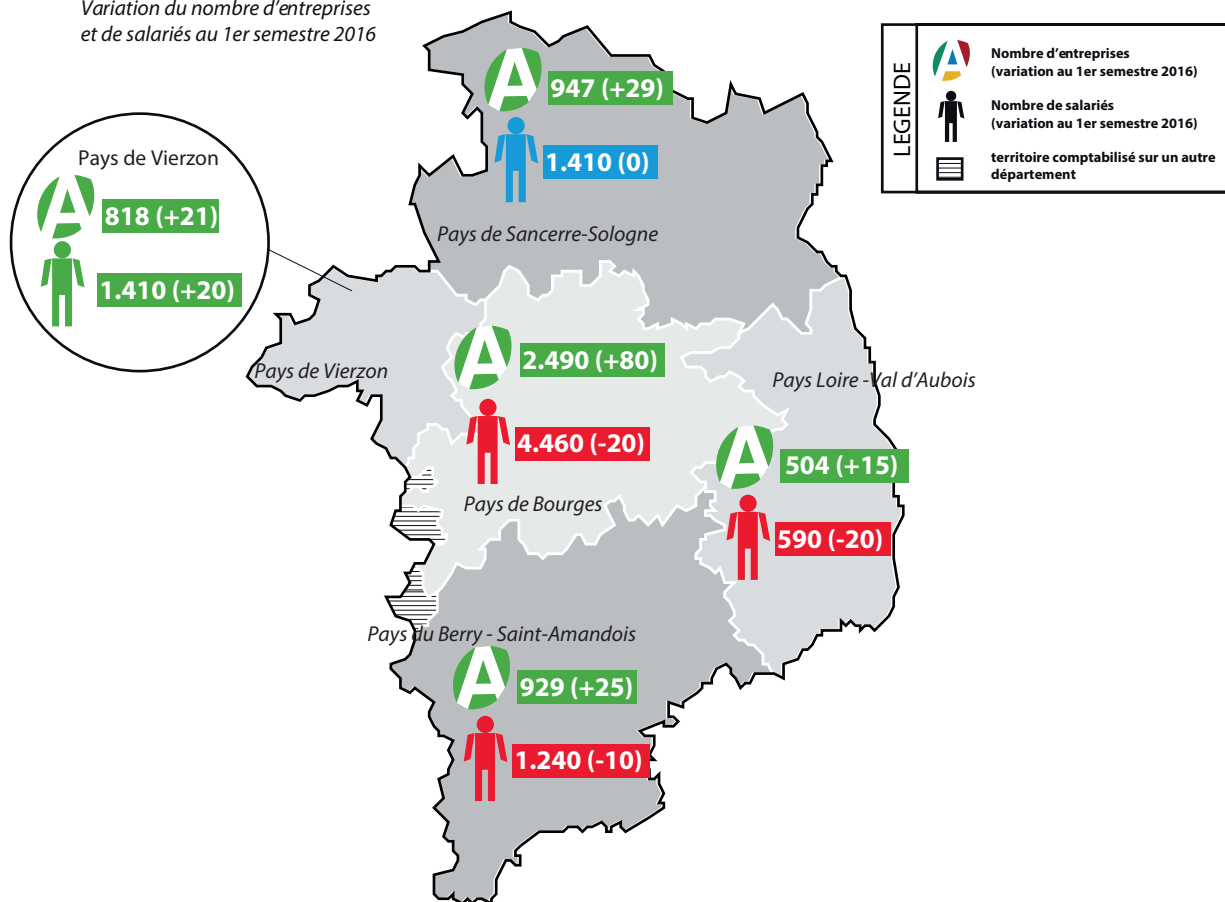 Variation du nombre d'entreprises
et de salariés au 1er semestre 2016
LEGENDE
A
Nombre d'entreprises
(variation au 1er semestre 2016)
Nombre de salariés
(variation au 1er semestre 2016)
territoire comptabilisé sur un autre
département
A
947 (+29)
1.410 (0)
Pays de Sancerre-Sologne
Pays de Vierzon
A
818 (+21)
1.410 (+20)
Pays de Vierzon
A
2.490 (+80)
4.460 (-20)
Pays de Bourges
Pays Loire -Val d'Aubois
A
504 (+15)
590 (-20)
Pays du Berry - Saint-Amandois
A
929 (+25)
1.240 (-10)